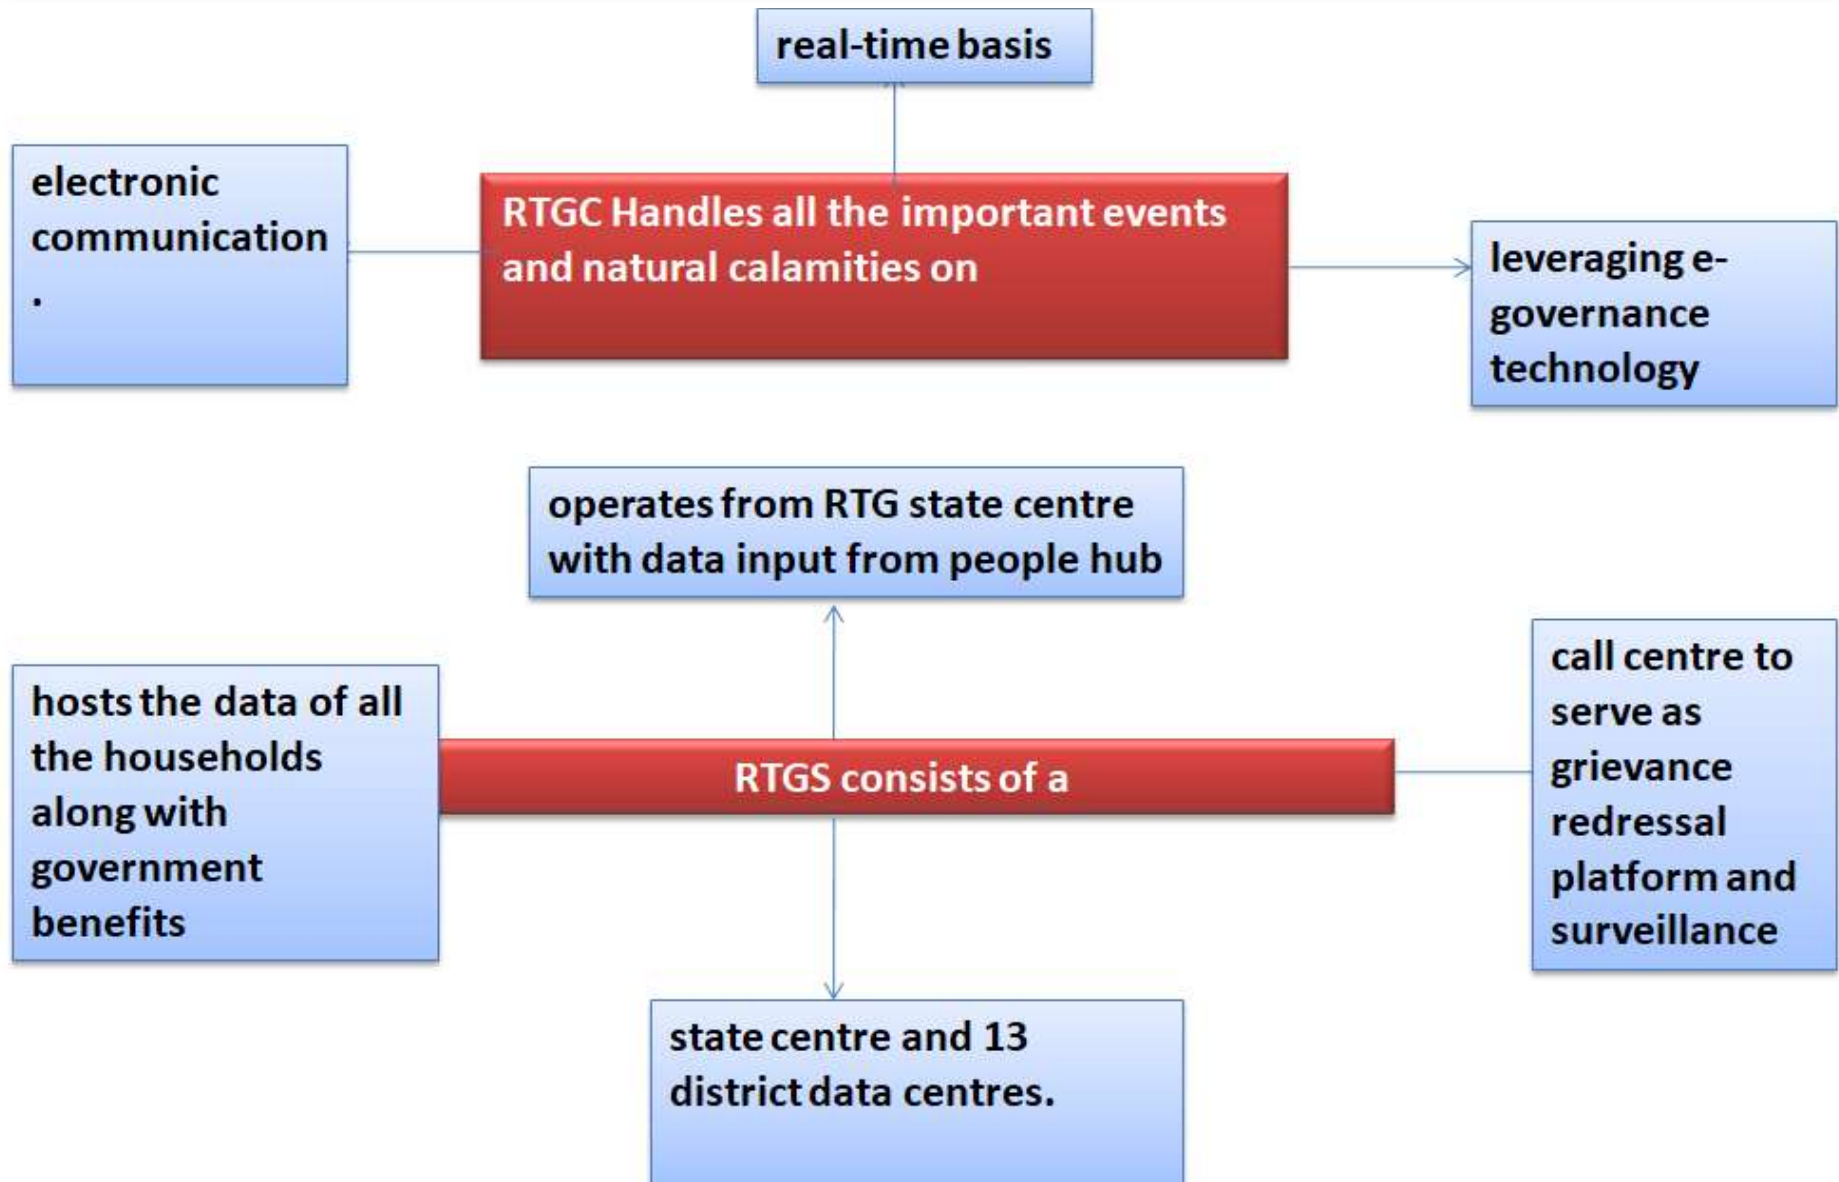 real-time basis
electronic
communication
.
RTGC Handles all the important events
and natural calamities on
leveraging e-
governance
technology
operates from RTG state centre
with data input from people hub
hosts the data of all
the households
along with
government
benefits
RTGS consists of a
call centre to
serve as
grievance
redressal
platform and
surveillance
state centre and 13
district data centres.